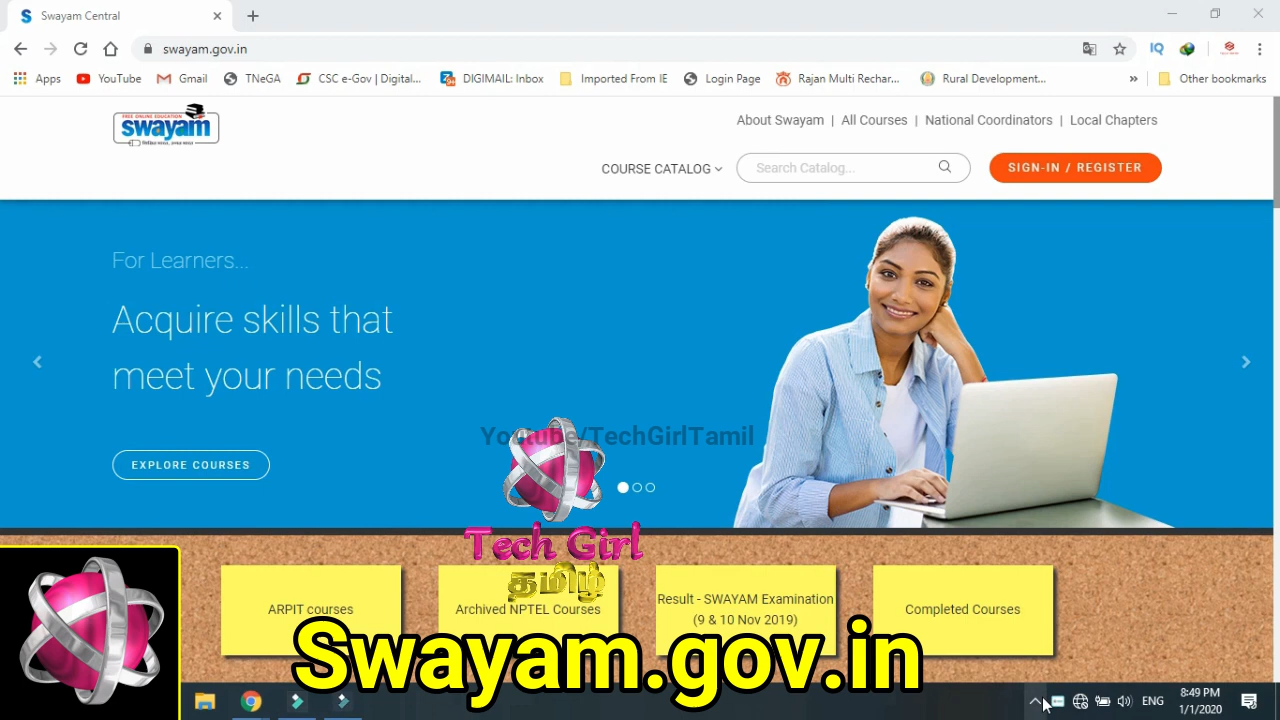 Swayam Central
swayam.gov.in
Apps
YouTube
Gmail
TNeGA
CSC e-Gov | Digital...
DIGIMAIL: Inbox
Imported From IE
Login Page
Rajan Multi Rechar...
Rural Development...
»
Other bookmarks
FREE ONLINE EDUCATION
swayam
About Swayam | All Courses | National Coordinators | Local Chapters
COURSE CATALOG
Search Catalog...
SIGN-IN / REGISTER
For Learners...
Acquire skills that
meet your needs
EXPLORE COURSES
Youtube/TechGirlTamil
Tech Girl
தமிழ்
ARPIT courses
Archived NPTEL Courses
Result - SWAYAM Examination
(9 & 10 Nov 2019)
Completed Courses
Swayam.gov.in
ENG
8:49 PM
1/1/2020